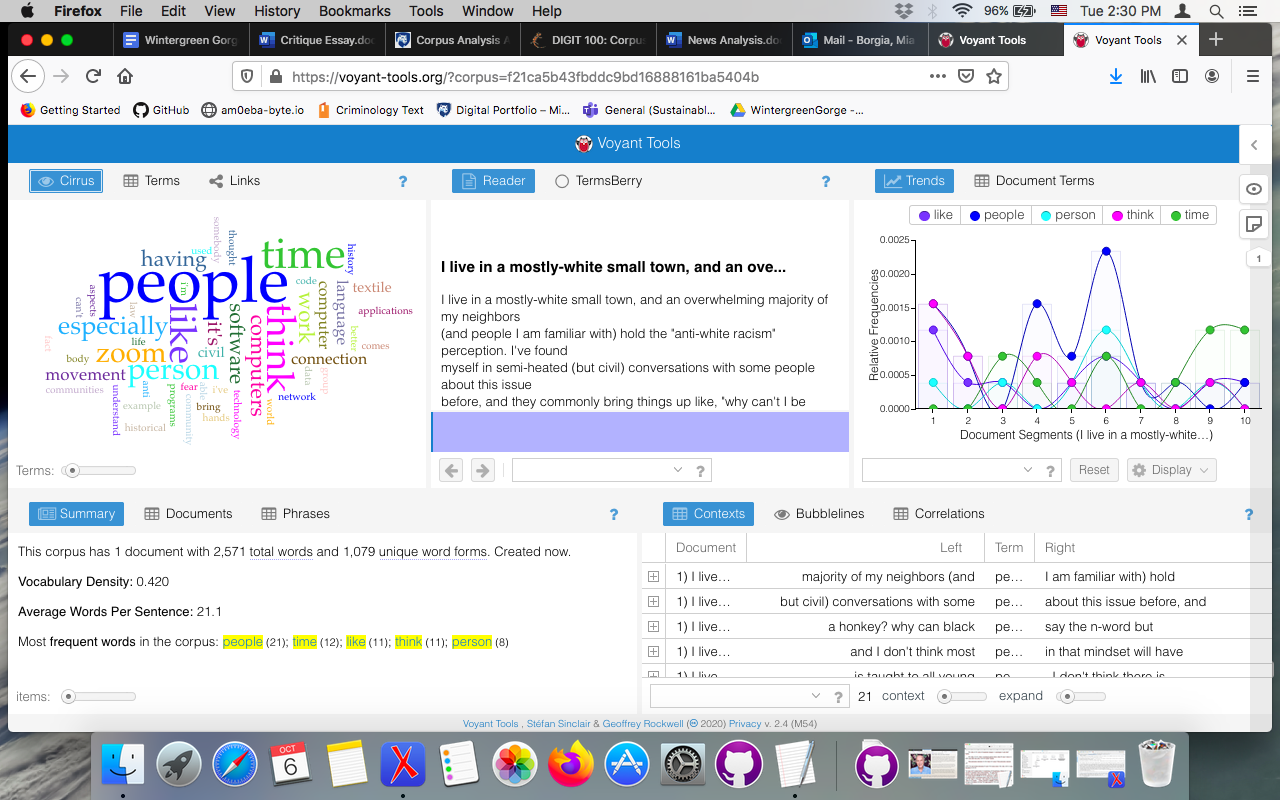 Firefox File Edit View History Bookmarks Tools Window Help 96% Tue 2:30 PM
Wintergreen Gorg Critique Essay.doc Corpus Analysis A DIGIT 100: Corpu News Analysis.do Mail - Borgia, Mia Voyant Tools Voyant Tools
https://voyant-tools.org/?corpus=f21ca5b43fbddc9bd16888161ba5404b
Getting Started GitHub am0eba-byte.io Criminology Text Digital Portfolio – Mi... General (Sustainabl... WintergreenGorge -...
Voyant Tools
Cirrus Terms Links ?
somebody
thought
used
having
time
history
people
code
i'm
aspects
can't
law
language
textile
computer
work
applications
especially
like
it's
software
think
better
fact
life
zoom
civil
computers
comes
body
person
connection
movement
data
group
communities
anti
fear
able
i've
network
understand
example
programs
community
bring
hands
technology
world
historical
Terms:
Reader TermsBerry ?
I live in a mostly-white small town, and an ove...
I live in a mostly-white small town, and an overwhelming majority of
my neighbors
(and people I am familiar with) hold the "anti-white racism"
perception. I've found
myself in semi-heated (but civil) conversations with some people
about this issue
before, and they commonly bring things up like, "why can't I be
?
Trends Document Terms
like people person think time
0.0025
0.0020
0.0015
0.0010
0.0005
0.0000
Relative Frequencies
1 2 3 4 5 6 7 8 9 10
Document Segments (I live in a mostly-white...)
? Reset Display
1
Summary Documents Phrases ?
This corpus has 1 document with 2,571 total words and 1,079 unique word forms. Created now.
Vocabulary Density: 0.420
Average Words Per Sentence: 21.1
Most frequent words in the corpus: people (21); time (12); like (11); think (11); person (8)
items:
Contexts Bubblelines Correlations ?
Document Left Term Right
1) I live... majority of my neighbors (and pe... I am familiar with) hold
1) I live... but civil) conversations with some pe... about this issue before, and
1) I live... a honkey? why can black pe... say the n-word but
1) I live... and I don't think most pe... in that mindset will have
1) I live... is taught to all young pe... I don't think there is
? 21 context expand
Voyant Tools , Stéfan Sinclair & Geoffrey Rockwell (2020) Privacy v. 2.4 (M54)
OCT
6